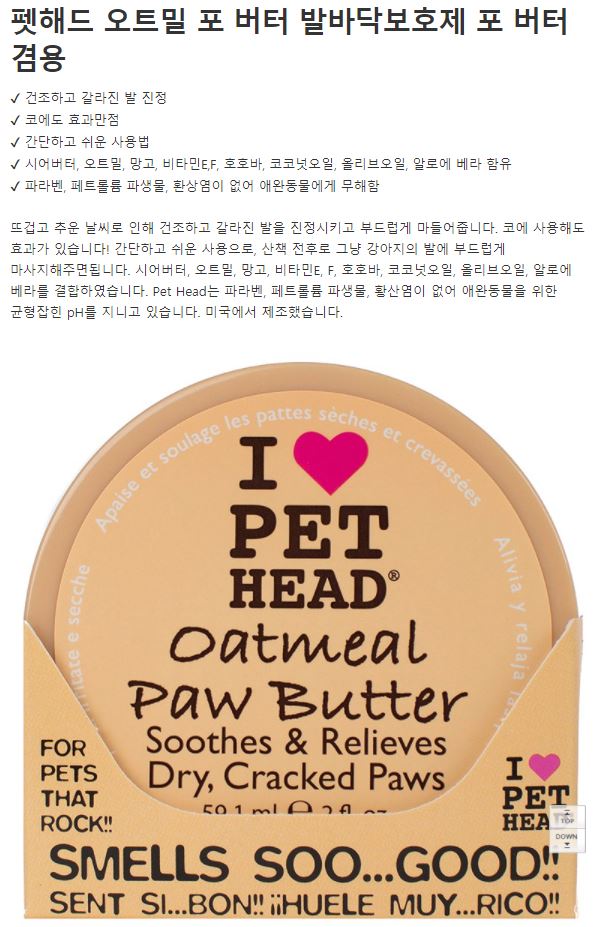 펫헤드 오트밀 포 버터 발바닥보호제 포 버터
겸용
✓ 건조하고 갈라진 발 진정
✓ 코에도 효과만점
✓ 간단하고 쉬운 사용법
✓ 시어버터, 오트밀, 망고, 비타민E,F, 호호바, 코코넛오일, 올리브오일, 알로에 베라 함유
✓ 파라벤, 페트롤륨 파생물, 황상염이 없어 애완동물에게 무해함
뜨겁고 추운 날씨로 인해 건조하고 갈라진 발을 진정시키고 부드럽게 마들어줍니다. 코에 사용해도
효과가 있습니다! 간단하고 쉬운 사용으로, 산책 전후로 그냥 강아지의 발에 부드럽게
마사지해주면됩니다. 시어버터, 오트밀, 망고, 비타민E, F, 호호바, 코코넛오일, 올리브오일, 알로에
베라를 결합하였습니다. Pet Head는 파라벤, 페트롤륨 파생물, 황산염이 없어 애완동물을 위한
균형잡힌 pH를 지니고 있습니다. 미국에서 제조했습니다.
Apaise et soulage les pattes sèches et crevassées
Alivia y relaja las
e secche
I
PET
HEAD®
Oatmeal
Paw Butter
Soothes & Relieves
Dry, Cracked Paws
59.1 ml ℮ 2 fl. oz
FOR
PETS
THAT
ROCK!!
I
PET
HEAD
TOP
DOWN
SMELLS SOO...GOOD!!
SENT SI...BON!! ¡¡HUELE MUY...RICO!!